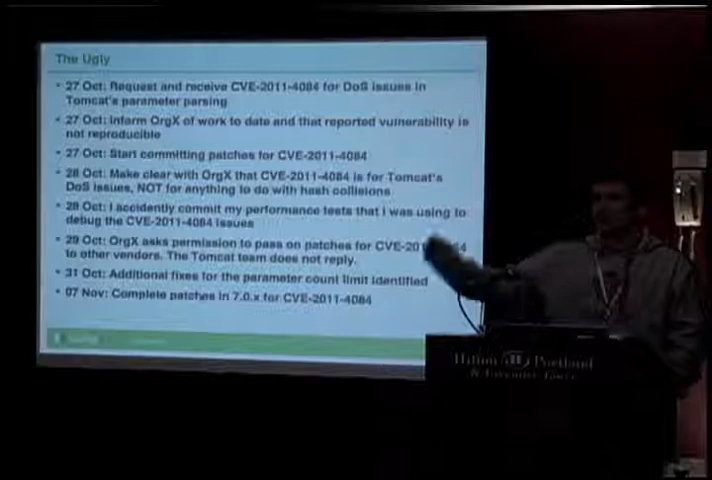 The Ugly
• 27 Oct: Request and receive CVE-2011-4084 for DoS issues in
Tomcat's parameter parsing
• 27 Oct: Inform OrgX of work to date and that reported vulnerability is
not reproducible
• 27 Oct: Start committing patches for CVE-2011-4084
• 28 Oct: Make clear with OrgX that CVE-2011-4084 is for Tomcat's
DoS issues, NOT for anything to do with hash collisions
• 28 Oct: I accidently commit my performance tests that I was using to
debug the CVE-2011-4084 issues
• 29 Oct: OrgX asks permission to pass on patches for
to other vendors. The Tomcat team does not reply.
• 31 Oct: Additional fixes for the parameter count limit identified
• 07 Nov: Complete patches in 7.0.x for CVE-2011-4084
Hilton Portland
& Executive Tower